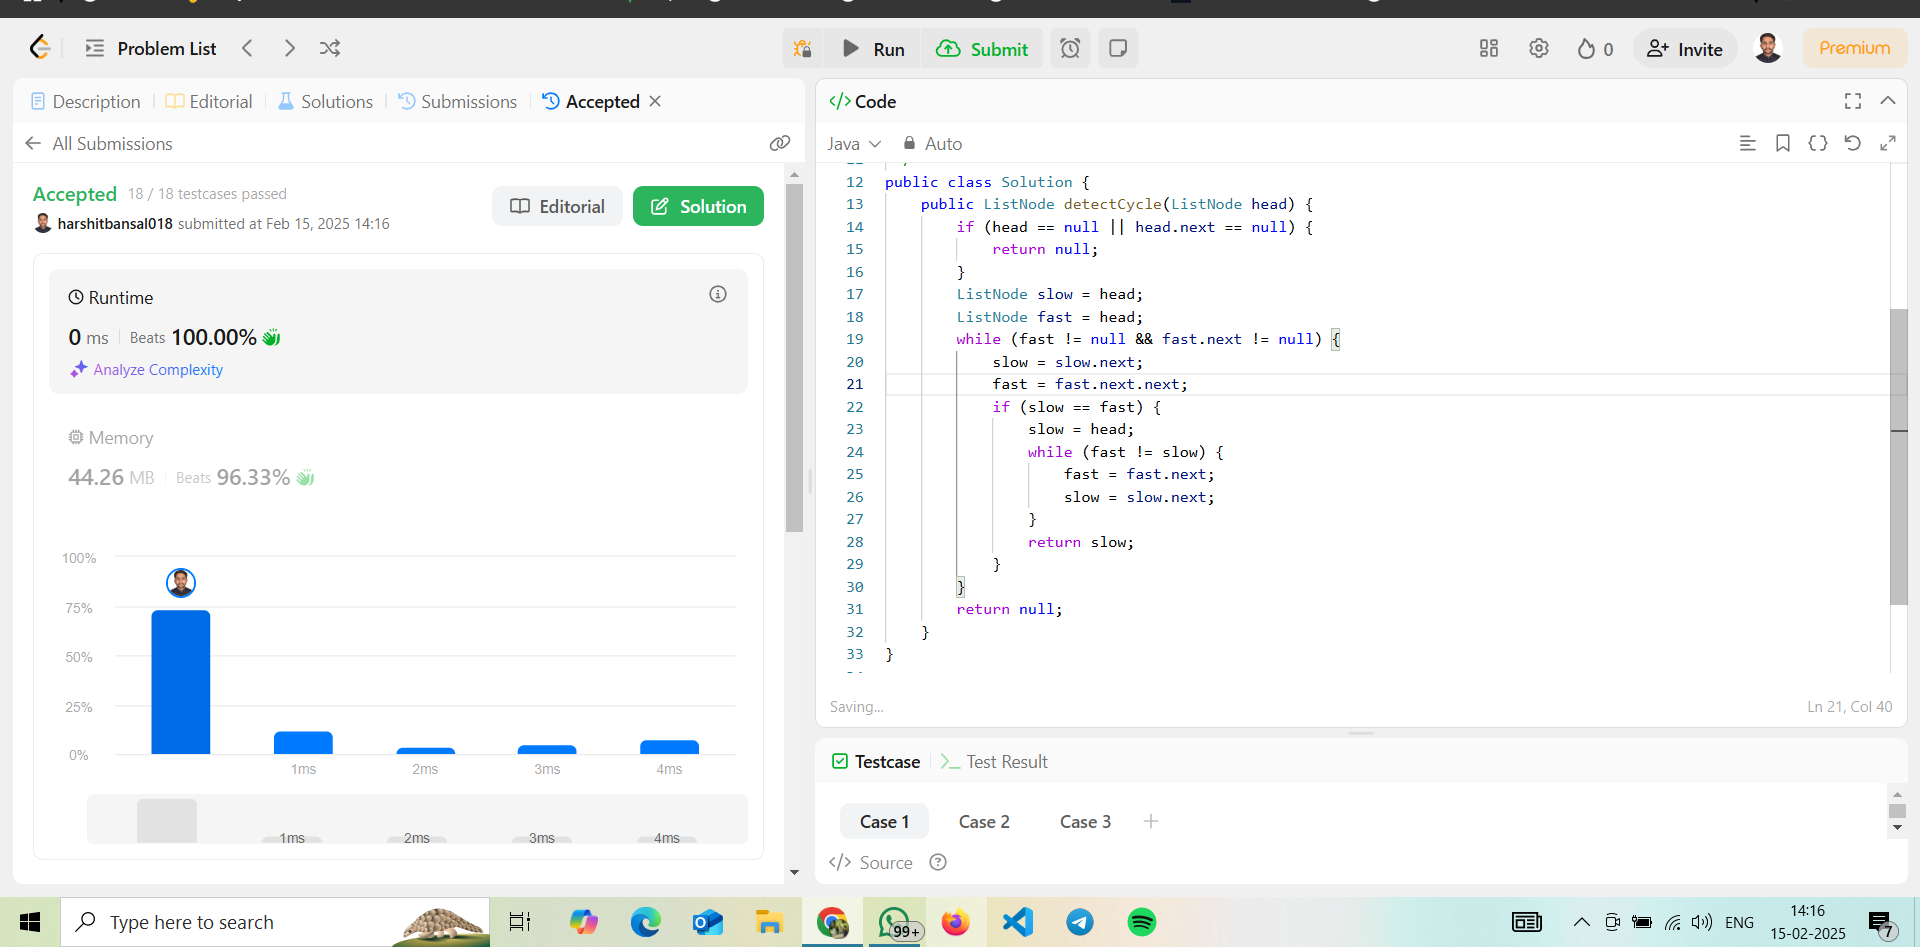 Problem List
Run
Submit
0
Invite
Premium
Description
Editorial
Solutions
Submissions
Accepted
All Submissions
Accepted 18 / 18 testcases passed
harshitbansal018 submitted at Feb 15, 2025 14:16
Editorial
Solution
Runtime
0 ms Beats 100.00%
Analyze Complexity
Memory
44.26 MB Beats 96.33%
100%
75%
50%
25%
0%
1ms 2ms 3ms 4ms
1ms 2ms 3ms 4ms
</> Code
Java Auto
12 public class Solution {
13 public ListNode detectCycle(ListNode head) {
14 if (head == null || head.next == null) {
15 return null;
16 }
17 ListNode slow = head;
18 ListNode fast = head;
19 while (fast != null && fast.next != null) {
20 slow = slow.next;
21 fast = fast.next.next;
22 if (slow == fast) {
23 slow = head;
24 while (fast != slow) {
25 fast = fast.next;
26 slow = slow.next;
27 }
28 return slow;
29 }
30 }
31 return null;
32 }
33 }
Saving...
Ln 21, Col 40
Testcase
Test Result
Case 1 Case 2 Case 3 +
</> Source
Type here to search
99+
ENG
14:16
15-02-2025
7